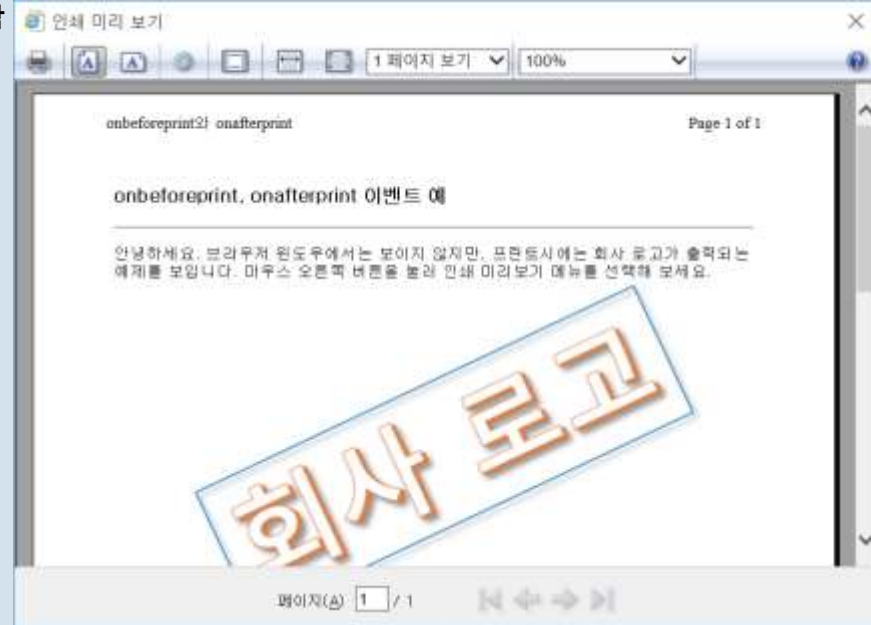 인쇄 미리 보기
1 페이지 보기 100%
onbeforeprint와 onafterprint Page 1 of 1
onbeforeprint, onafterprint 이벤트 예
안녕하세요. 브라우저 윈도우에서는 보이지 않지만, 프린트시에는 회사 로고가 출력되는
예제를 보입니다. 마우스 오른쪽 버튼을 눌러 인쇄 미리보기 메뉴를 선택해 보세요.
회사 로고
페이지(A) 1 / 1